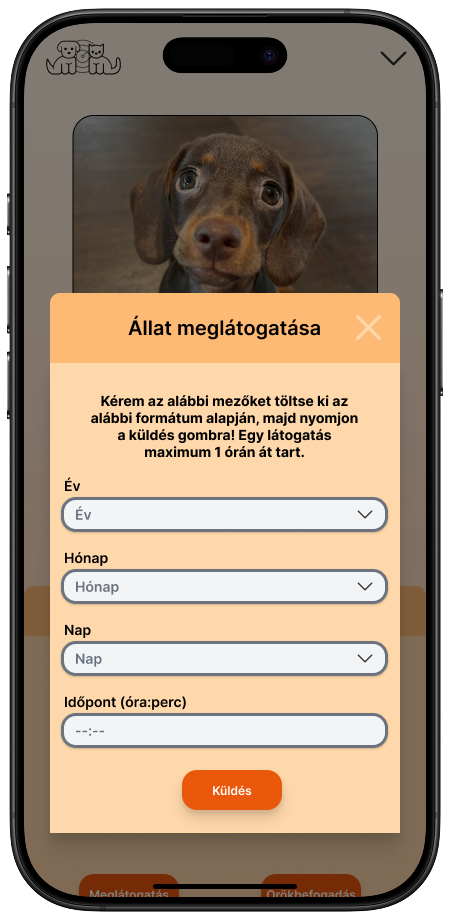 Állat meglátogatása
Kérem az alábbi mezőket töltse ki az
alábbi formátum alapján, majd nyomjon
a küldés gombra! Egy látogatás
maximum 1 órán át tart.
Év
Év
Hónap
Hónap
Nap
Nap
Időpont (óra:perc)
--:--
Küldés
Meglátogatás
Örökbefogadás